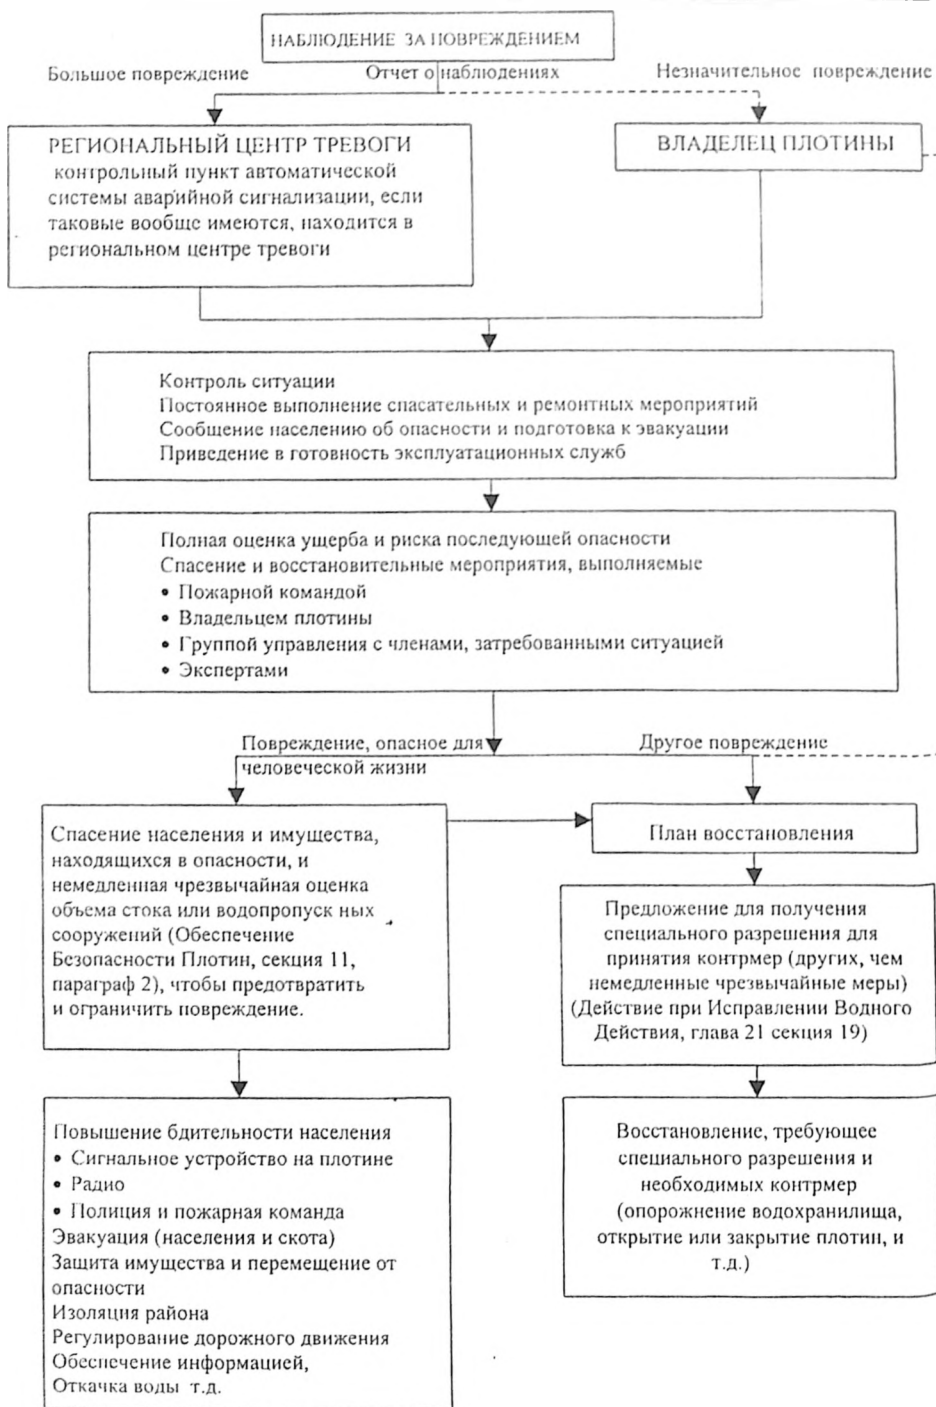 НАБЛЮДЕНИЕ ЗА ПОВРЕЖДЕНИЕМ
Большое повреждение
Отчет о наблюдениях
Незначительное повреждение
РЕГИОНАЛЬНЫЙ ЦЕНТР ТРЕВОГИ
контрольный пункт автоматической
системы аварийной сигнализации, если
таковые вообще имеются, находится в
региональном центре тревоги
ВЛАДЕЛЕЦ ПЛОТИНЫ
Контроль ситуации
Постоянное выполнение спасательных и ремонтных мероприятий
Сообщение населению об опасности и подготовка к эвакуации
Приведение в готовность эксплуатационных служб
Полная оценка ущерба и риска последующей опасности
Спасение и восстановительные мероприятия, выполняемые
• Пожарной командой
• Владельцем плотины
• Группой управления с членами, затребованными ситуацией
• Экспертами
Повреждение, опасное для
человеческой жизни
Другое повреждение
Спасение населения и имущества,
находящихся в опасности, и
немедленная чрезвычайная оценка
объема стока или водопропуск ных
сооружений (Обеспечение
Безопасности Плотин, секция 11,
параграф 2), чтобы предотвратить
и ограничить повреждение.
План восстановления
Предложение для получения
специального разрешения для
принятия контрмер (других, чем
немедленные чрезвычайные меры)
(Действие при Исправлении Водного
Действия, глава 21 секция 19)
Повышение бдительности населения
• Сигнальное устройство на плотине
• Радио
• Полиция и пожарная команда
Эвакуация (населения и скота)
Защита имущества и перемещение от
опасности
Изоляция района
Регулирование дорожного движения
Обеспечение информацией,
Откачка воды т.д.
Восстановление, требующее
специального разрешения и
необходимых контрмер
(опорожнение водохранилища,
открытие или закрытие плотин, и
т.д.)